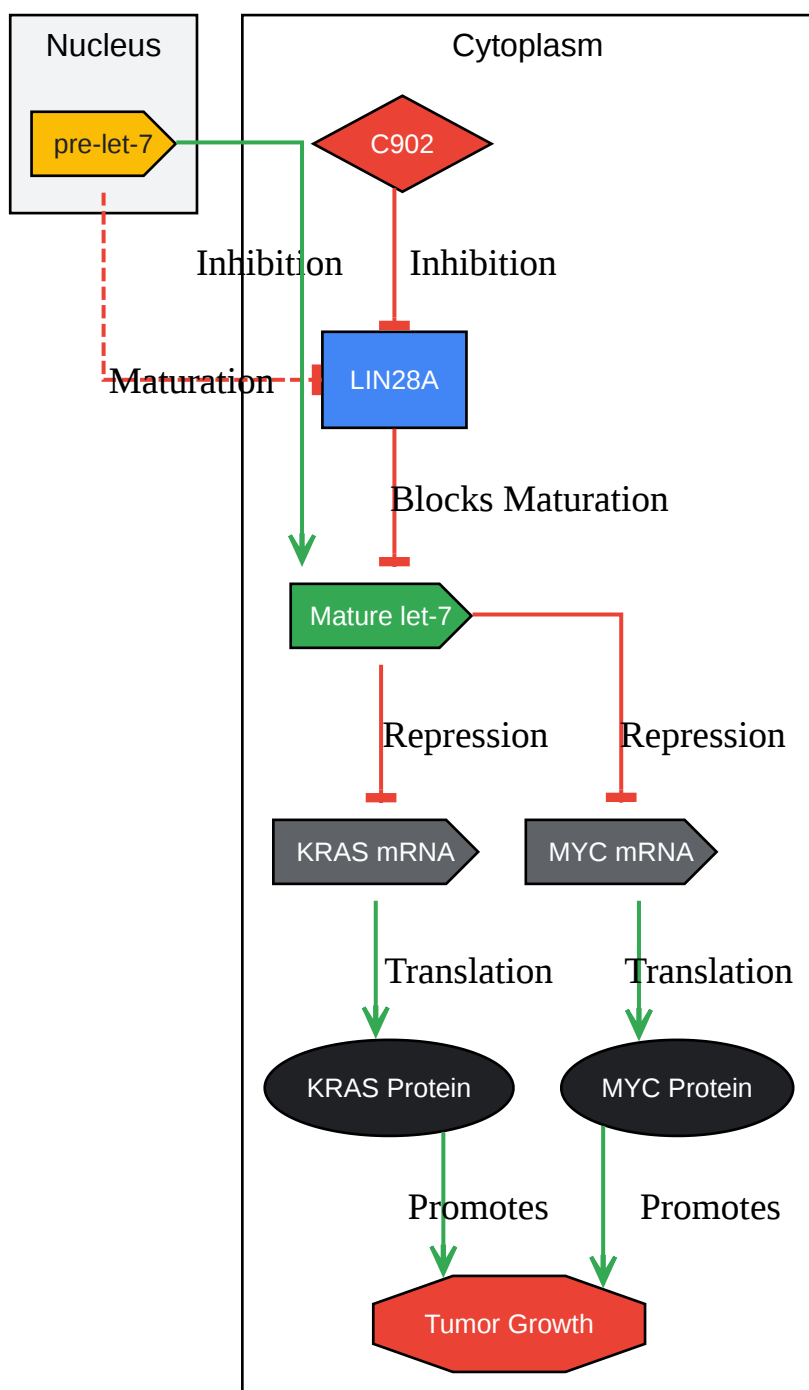 Nucleus
Cytoplasm
pre-let-7
C902
Inhibition
Inhibition
LIN28A
Maturation
Blocks Maturation
Mature let-7
Repression
Repression
KRAS mRNA
MYC mRNA
Translation
Translation
KRAS Protein
MYC Protein
Promotes
Promotes
Tumor Growth